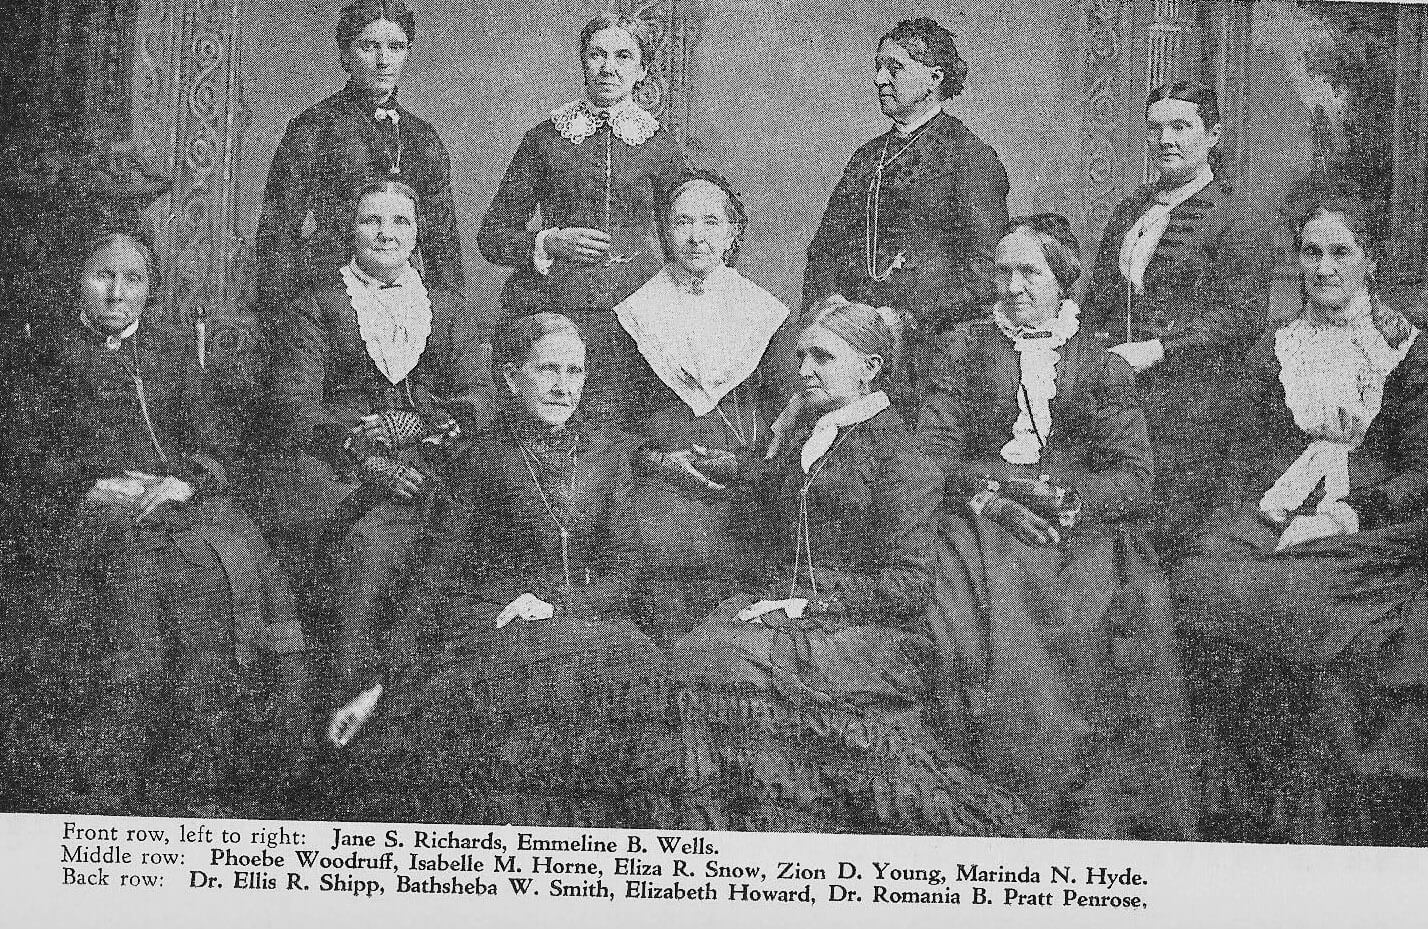 Front row, left to right: Jane S. Richards, Emmeline B. Wells.
Middle row: Phoebe Woodruff, Isabelle M. Horne, Eliza R. Snow, Zion D. Young, Marinda N. Hyde.
Back row: Dr. Ellis R. Shipp, Bathsheba W. Smith, Elizabeth Howard, Dr. Romania B. Pratt Penrose,